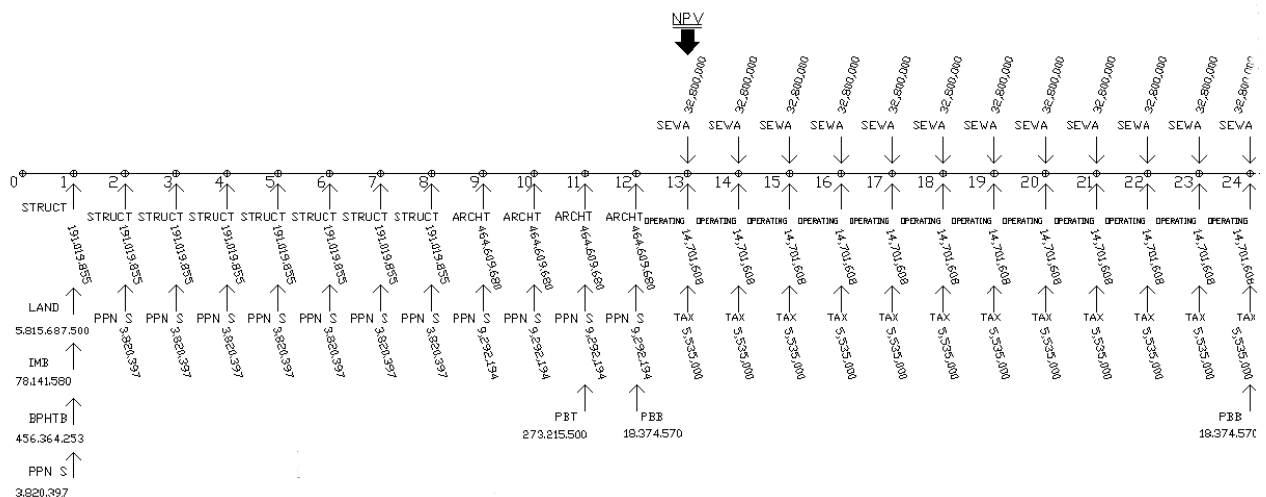 NPV
32,800,000 32,800,000 32,800,000 32,800,000 32,800,000 32,800,000 32,800,000 32,800,000 32,800,000 32,800,000 32,800,000 32,800,000
SEWA SEWA SEWA SEWA SEWA SEWA SEWA SEWA SEWA SEWA SEWA SEWA
0 1 2 3 4 5 6 7 8 9 10 11 12 13 14 15 16 17 18 19 20 21 22 23 24
STRUCT STRUCT STRUCT STRUCT STRUCT STRUCT STRUCT STRUCT ARCHT ARCHT ARCHT ARCHT OPERATING OPERATING OPERATING OPERATING OPERATING OPERATING OPERATING OPERATING OPERATING OPERATING OPERATING OPERATING
191.019.855 191.019.855 191.019.855 191.019.855 191.019.855 191.019.855 191.019.855 191.019.855 464.609.680 464.609.680 464.609.680 464.609.680 14,701,608 14,701,608 14,701,608 14,701,608 14,701,608 14,701,608 14,701,608 14,701,608 14,701,608 14,701,608 14,701,608 14,701,608
LAND PPN S PPN S PPN S PPN S PPN S PPN S PPN S PPN S PPN S PPN S PPN S TAX TAX TAX TAX TAX TAX TAX TAX TAX TAX TAX TAX
5.815.687.500 3.820.397 3.820.397 3.820.397 3.820.397 3.820.397 3.820.397 3.820.397 9,292,194 9,292,194 9,292,194 9,292,194 5,535,000 5,535,000 5,535,000 5,535,000 5,535,000 5,535,000 5,535,000 5,535,000 5,535,000 5,535,000 5,535,000 5,535,000
IMB
78.141.580
BPHTB PBT PBB PBB
456.364.253 273.215.500 18.374.570 18.374.570
PPN S
3.820.397